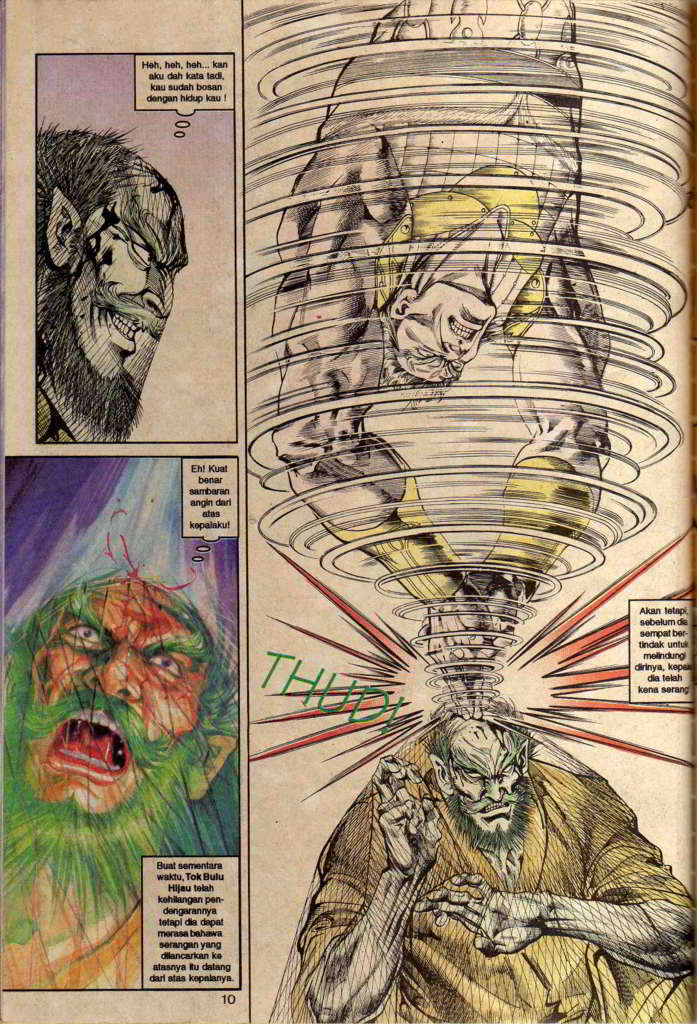 Heh, heh, heh... kan
aku dah kata tadi,
kau sudah bosan
dengan hidup kau !
Eh! Kuat
benar
sambaran
angin dari
atas
kepalaku!
Buat sementara
waktu, Tok Bulu
Hijau telah
kehilangan pen-
dengarannya
tetapi dia dapat
merasa bahawa
serangan yang
dilancarkan ke
atasnya itu datang
dari atas kepalanya.
THUD!
Akan tetapi,
sebelum dia
sempat ber-
tindak untuk
melindungi
dirinya, kepala
dia telah
kena serang
10